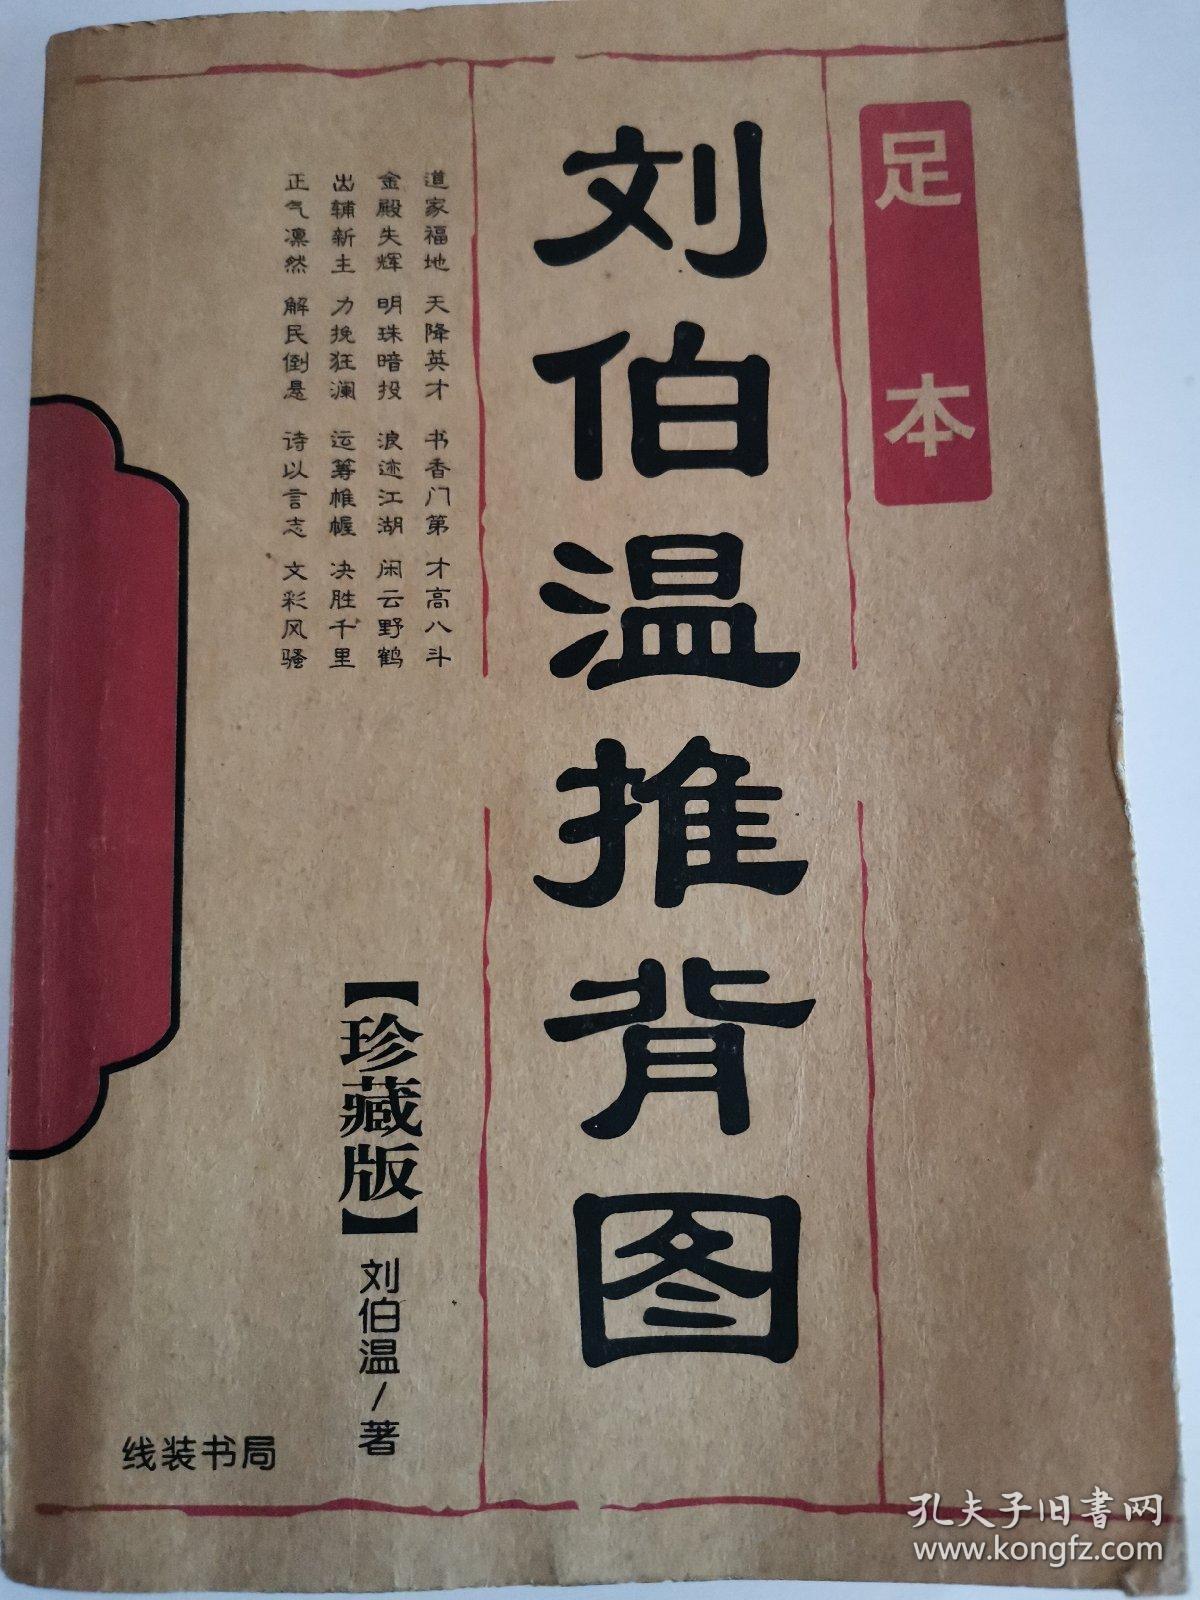 足本
刘伯温推背图
道家福地 天降英才 书香门第 才高八斗
金殿失辉 明珠暗投 浪迹江湖 闲云野鹤
出辅新主 力挽狂澜 运筹帷幄 决胜千里
正气凛然 解民倒悬 诗以言志 文彩风骚
【珍藏版】
刘伯温/著
线装书局
孔夫子旧書网
www.kongfz.com